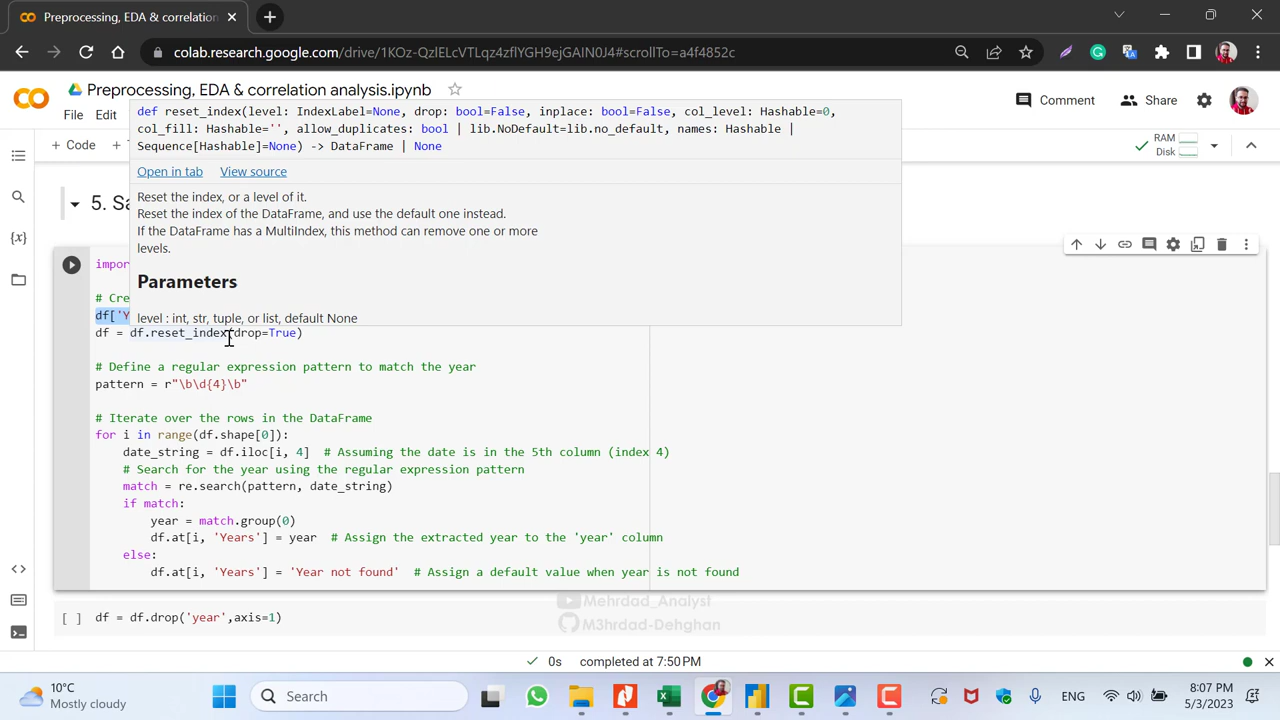 Preprocessing, EDA & correlation
colab.research.google.com/drive/1KOz-QzlELcVTLqz4zflYGH9ejGAIN0J4#scrollTo=a4f4852c
Preprocessing, EDA & correlation analysis.ipynb
File Edit
Comment
Share
+ Code
RAM
Disk
def reset_index(level: IndexLabel=None, drop: bool=False, inplace: bool=False, col_level: Hashable=0,
col_fill: Hashable='', allow_duplicates: bool | lib.NoDefault=lib.no_default, names: Hashable |
Sequence[Hashable]=None) -> DataFrame | None
Open in tab View source
Reset the index, or a level of it.
Reset the index of the DataFrame, and use the default one instead.
If the DataFrame has a MultiIndex, this method can remove one or more
levels.
Parameters
level : int, str, tuple, or list, default None
5. Sa
impor
# Cre
df['Y
df = df.reset_index(drop=True)
# Define a regular expression pattern to match the year
pattern = r"\b\d{4}\b"
# Iterate over the rows in the DataFrame
for i in range(df.shape[0]):
date_string = df.iloc[i, 4] # Assuming the date is in the 5th column (index 4)
# Search for the year using the regular expression pattern
match = re.search(pattern, date_string)
if match:
year = match.group(0)
df.at[i, 'Years'] = year # Assign the extracted year to the 'year' column
else:
df.at[i, 'Years'] = 'Year not found' # Assign a default value when year is not found
Mehrdad_Analyst
[ ] df = df.drop('year',axis=1)
M3hrdad-Dehghan
0s completed at 7:50 PM
10°C
Mostly cloudy
Search
ENG
8:07 PM
5/3/2023